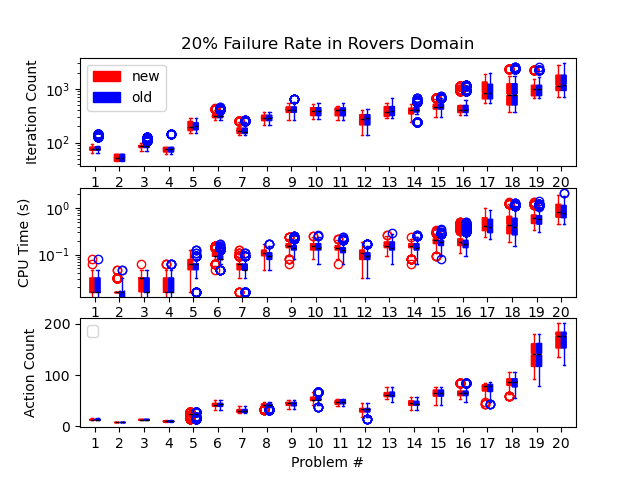 20% Failure Rate in Rovers Domain
Iteration Count
10³
10²
new
old
1 2 3 4 5 6 7 8 9 10 11 12 13 14 15 16 17 18 19 20
CPU Time (s)
10⁰
10⁻¹
1 2 3 4 5 6 7 8 9 10 11 12 13 14 15 16 17 18 19 20
Action Count
200
100
0
1 2 3 4 5 6 7 8 9 10 11 12 13 14 15 16 17 18 19 20
Problem #